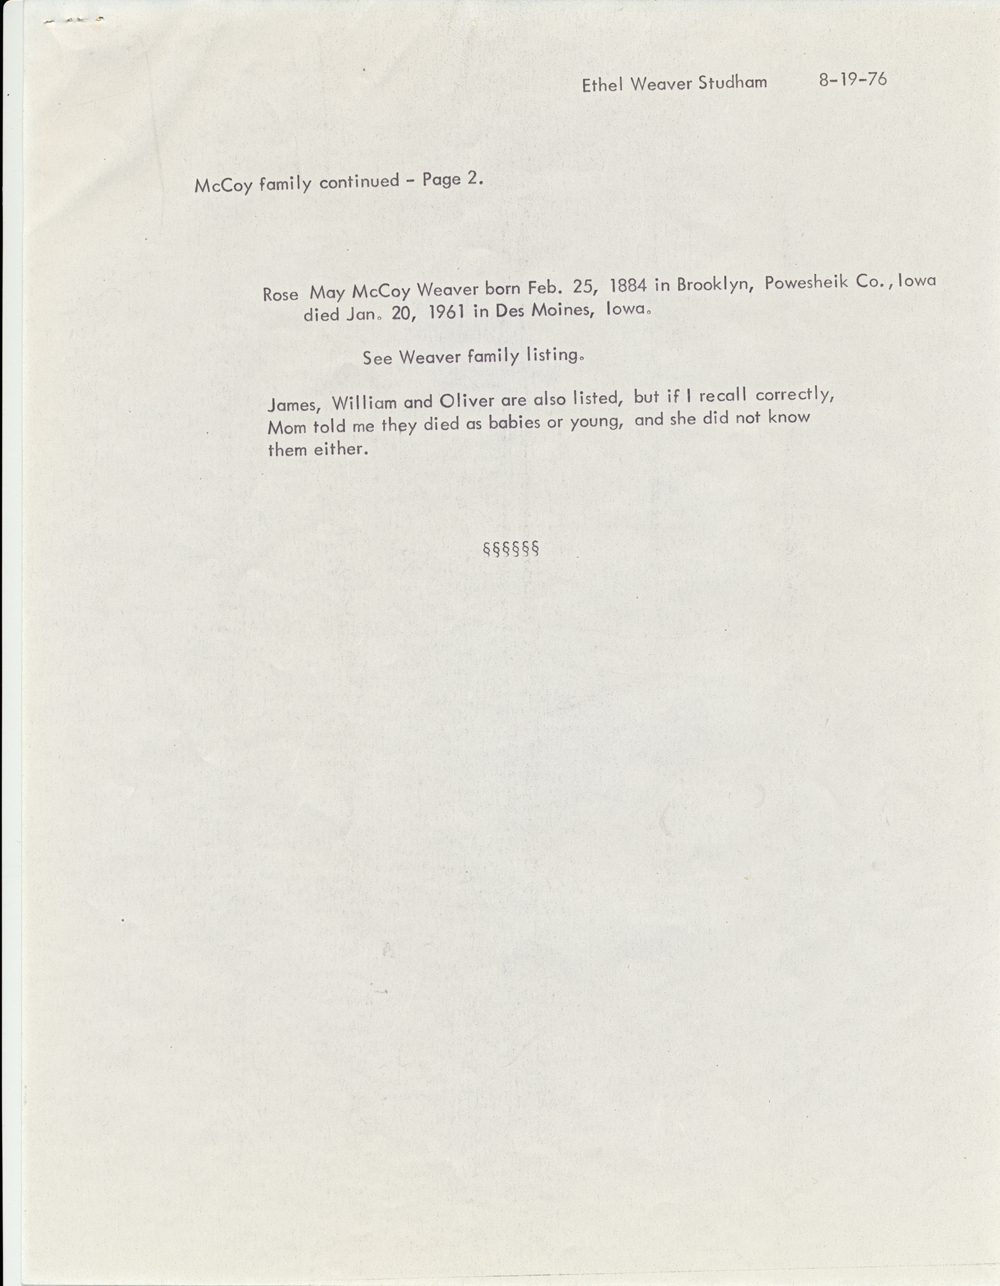 Ethel Weaver Studham 8-19-76
McCoy family continued - Page 2.
Rose May McCoy Weaver born Feb. 25, 1884 in Brooklyn, Powesheik Co., Iowa
died Jan. 20, 1961 in Des Moines, Iowa.
See Weaver family listing.
James, William and Oliver are also listed, but if I recall correctly,
Mom told me they died as babies or young, and she did not know
them either.
§§§§§§